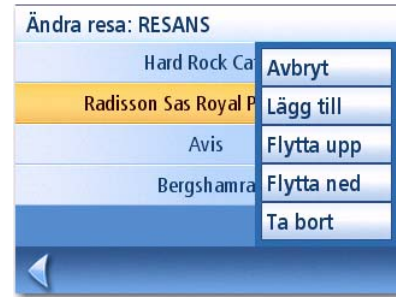 Ändra resa: RESANS
Hard Rock Ca
Avbryt
Radisson Sas Royal P
Lägg till
Avis
Flytta upp
Bergshamra
Flytta ned
Ta bort